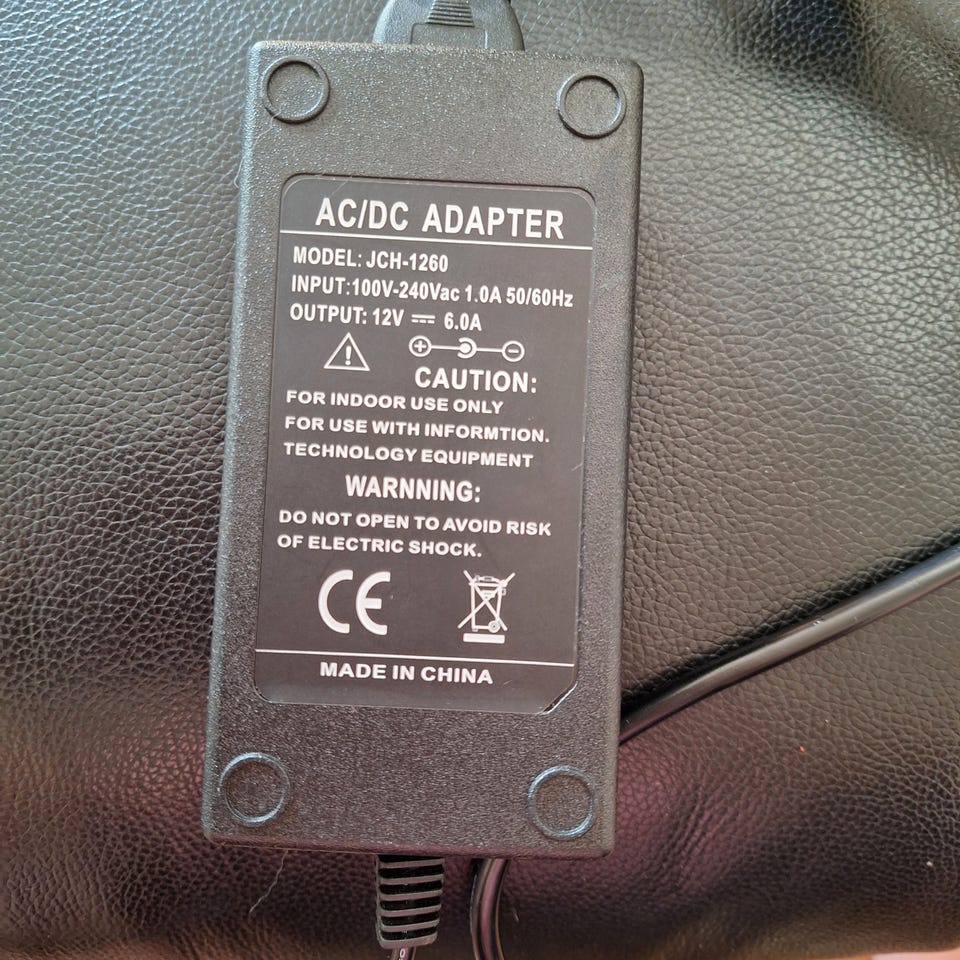 AC/DC ADAPTER
MODEL: JCH-1260
INPUT:100V-240Vac 1.0A 50/60Hz
OUTPUT: 12V ⎓ 6.0A
CAUTION:
FOR INDOOR USE ONLY
FOR USE WITH INFORMTION.
TECHNOLOGY EQUIPMENT
WARNNING:
DO NOT OPEN TO AVOID RISK
OF ELECTRIC SHOCK.
CE
MADE IN CHINA